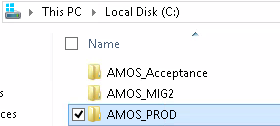 This PC ▸ Local Disk (C:) ▸
Name
AMOS_Acceptance
AMOS_MIG2
AMOS_PROD